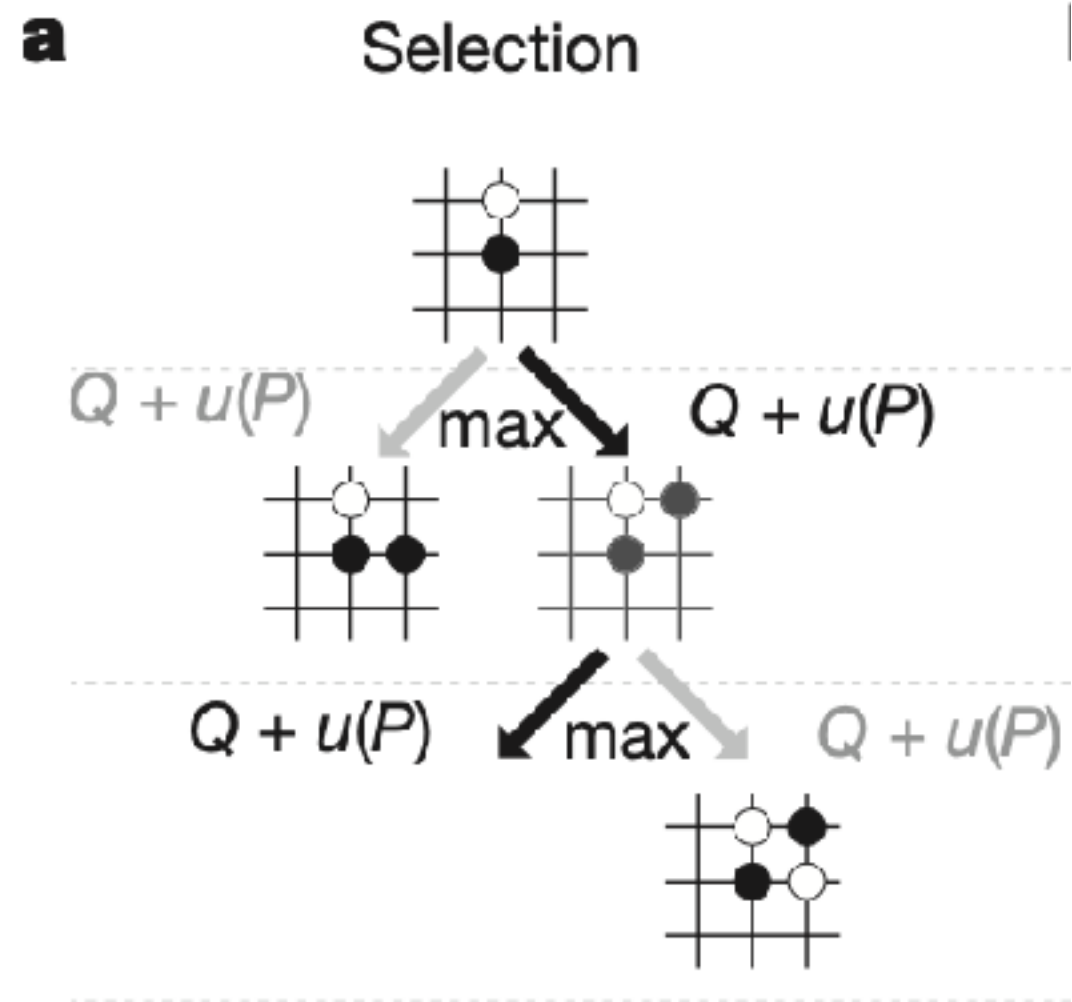 a
Selection
Q + u(P)
max
Q + u(P)
Q + u(P)
max
Q + u(P)